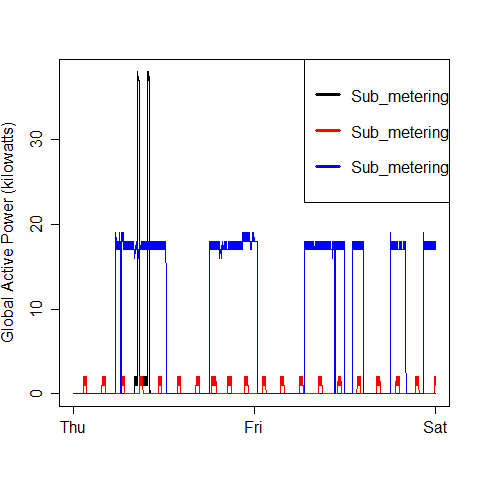 Global Active Power (kilowatts)
30
20
10
0
Thu
Fri
Sat
Sub_metering
Sub_metering
Sub_metering